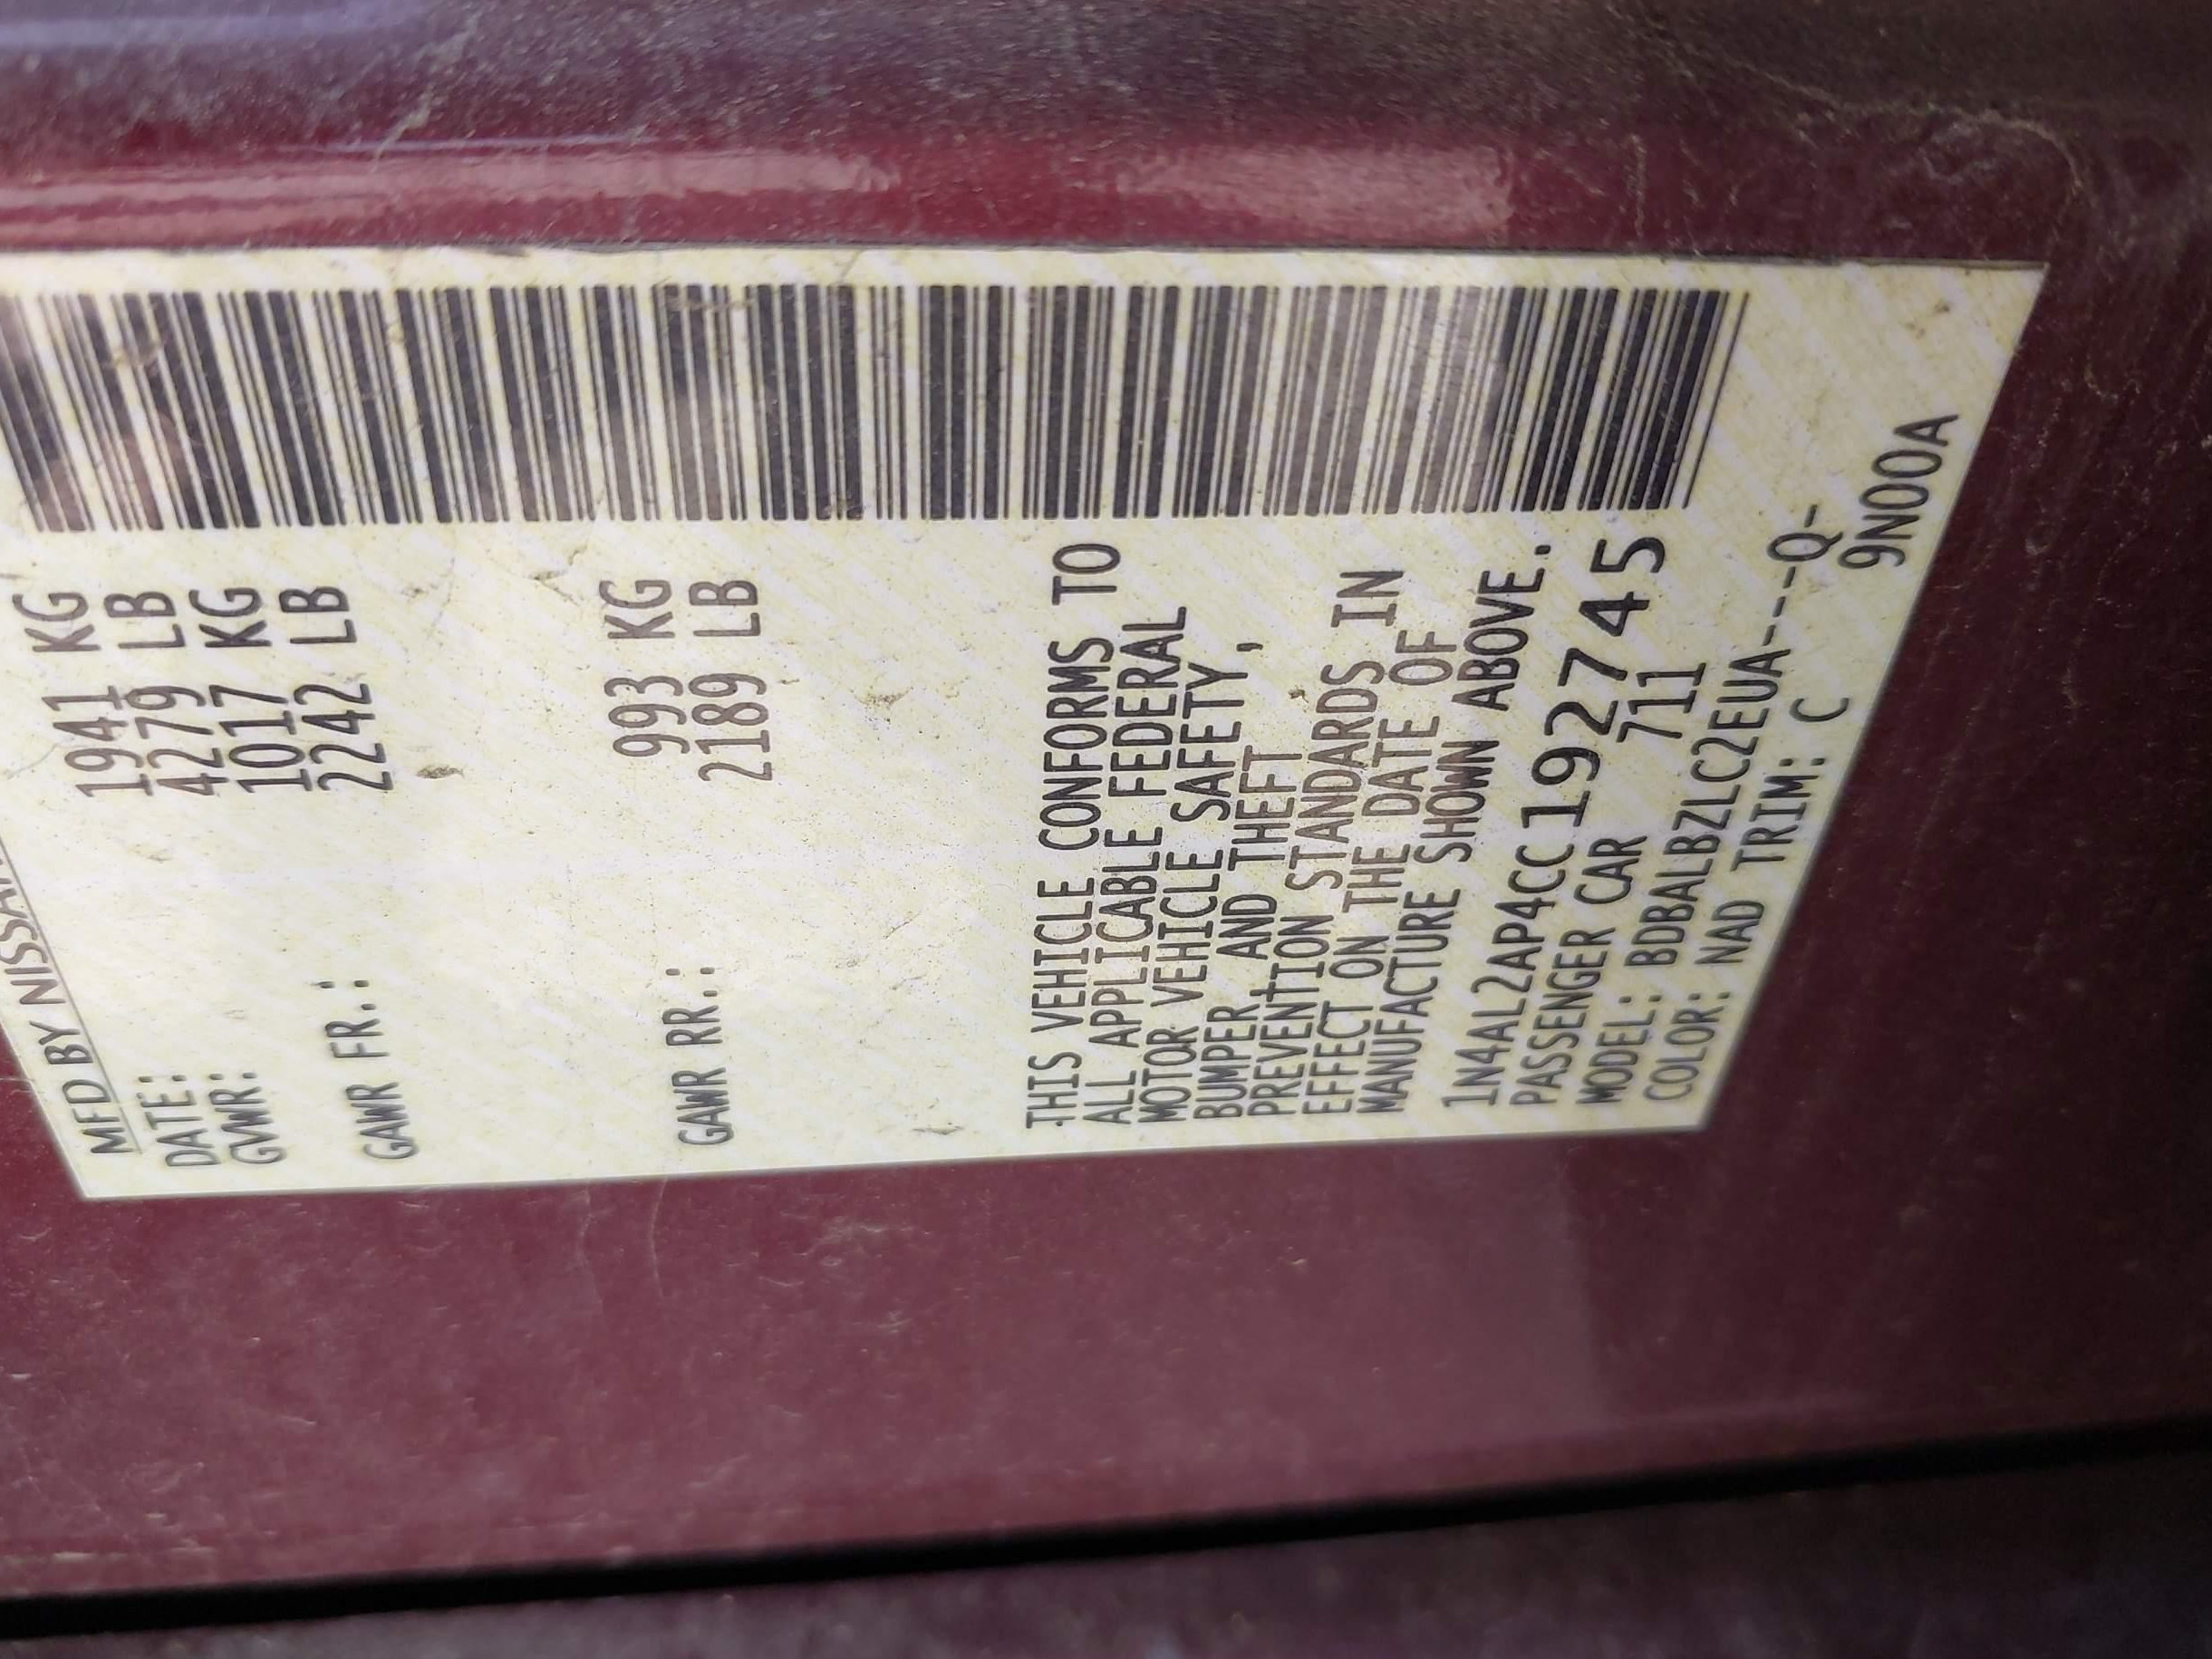 MFD BY NISSAN
DATE:
GVWR: 1941 KG
4279 LB
GAWR FR.: 1017 KG
2242 LB
GAWR RR.: 993 KG
2189 LB
THIS VEHICLE CONFORMS TO
ALL APPLICABLE FEDERAL
MOTOR VEHICLE SAFETY,
BUMPER, AND THEFT
PREVENTION STANDARDS IN
EFFECT ON THE DATE OF
MANUFACTURE SHOWN ABOVE.
1N4AL2AP4CC192745
PASSENGER CAR 711
MODEL: BDBALBZLC2EUA---Q-
COLOR: NAD TRIM: C 9N00A